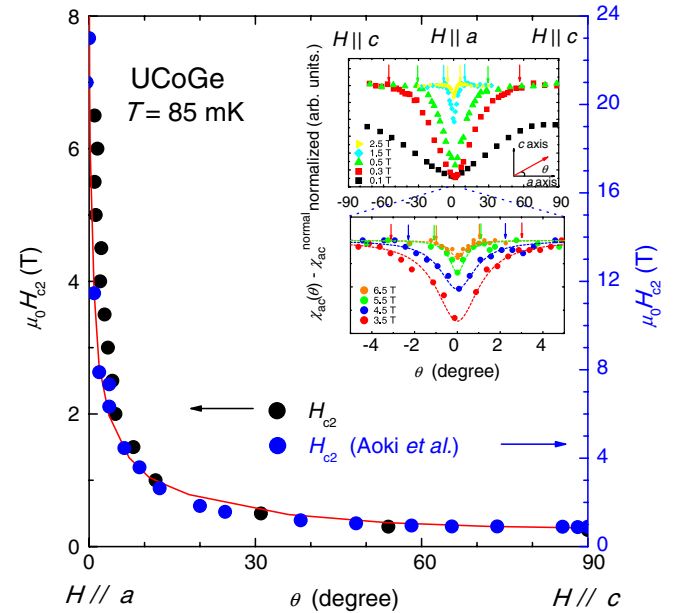 UCoGe
T = 85 mK
H || c H || a H || c
normalized (arb. units.)
2.5 T
1.5 T
0.5 T
0.3 T
0.1 T
c axis
θ
a axis
-90 -60 -30 0 30 60 90
χac(θ) - χac normal
6.5 T
5.5 T
4.5 T
3.5 T
-4 -2 0 2 4
θ (degree)
μ0Hc2 (T)
8
6
4
2
0
μ0Hc2 (T)
24
20
16
12
8
4
0
Hc2
Hc2 (Aoki et al.)
0 30 60 90
H // a θ (degree) H // c